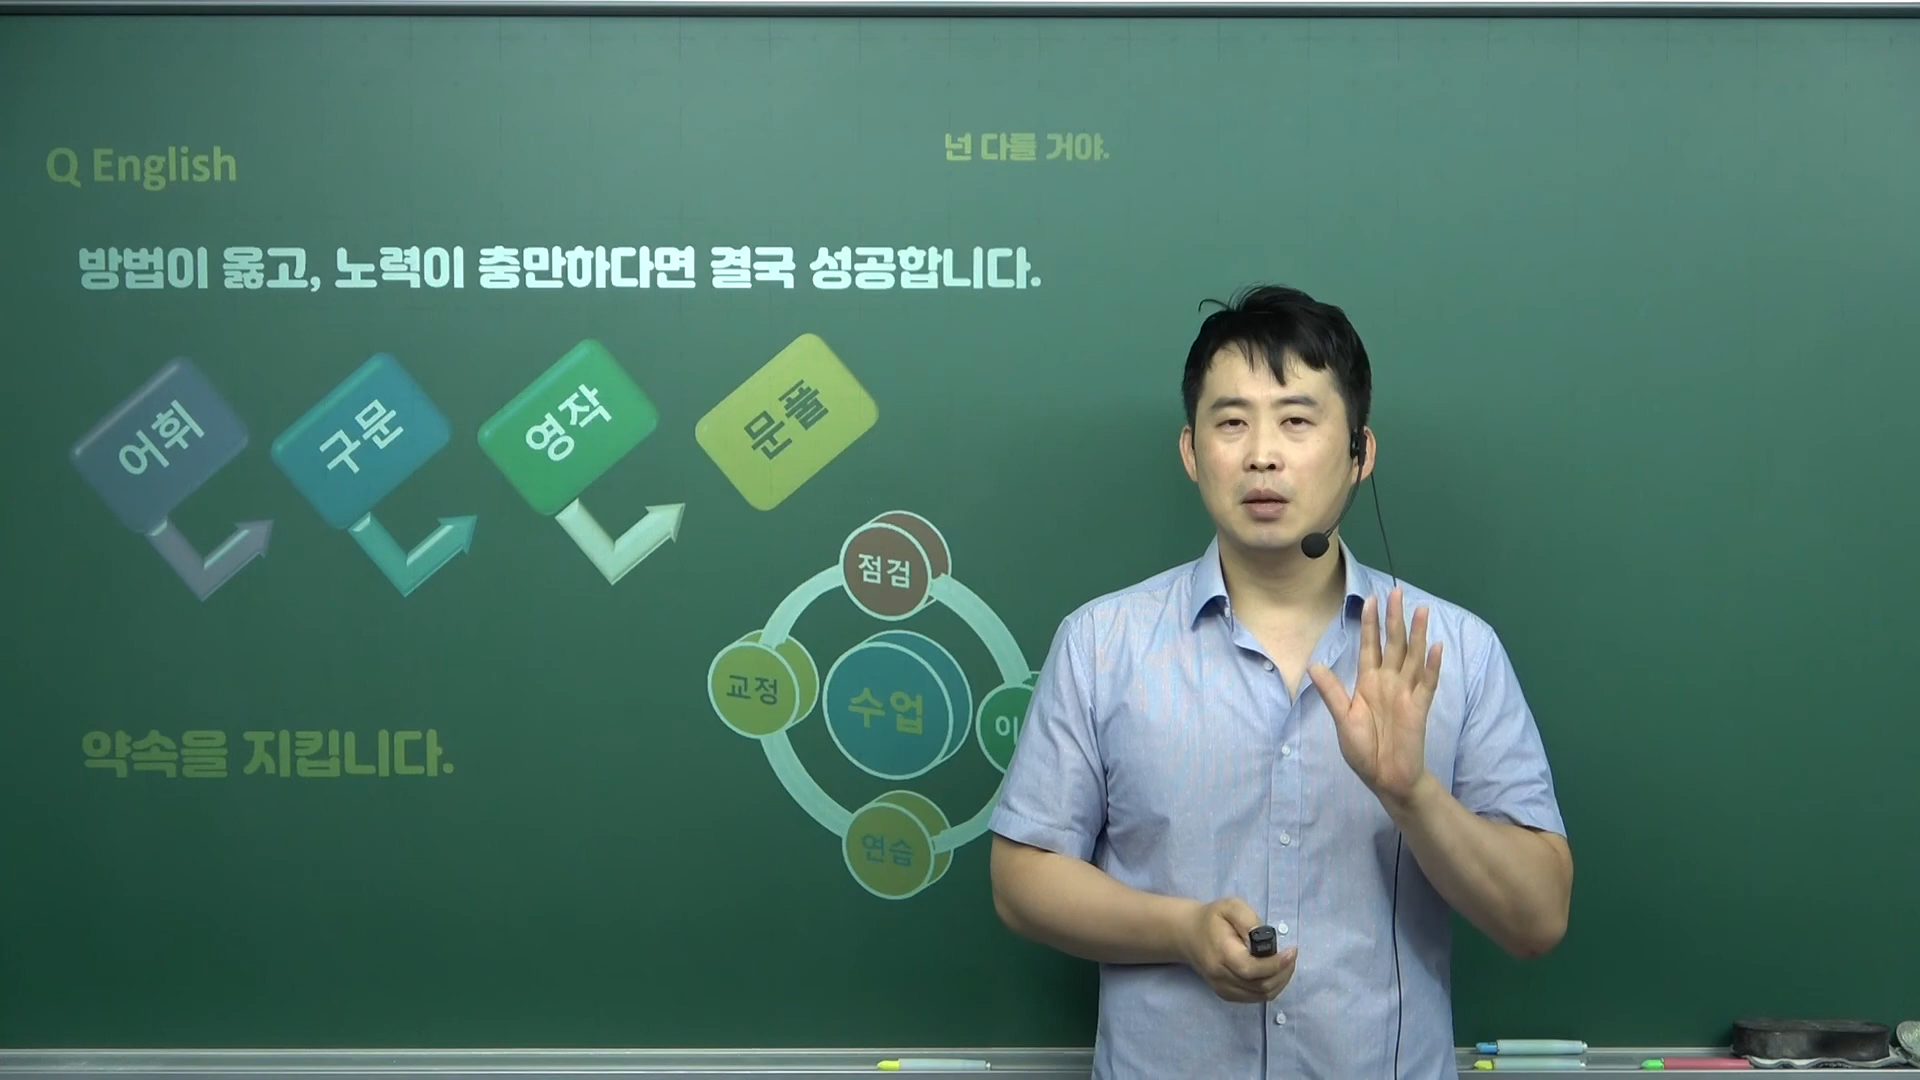 Q English
넌 다를 거야.
방법이 옳고, 노력이 충만하다면 결국 성공합니다.
어휘
구문
영작
문풀
점검
교정
수업
이
연습
약속을 지킵니다.